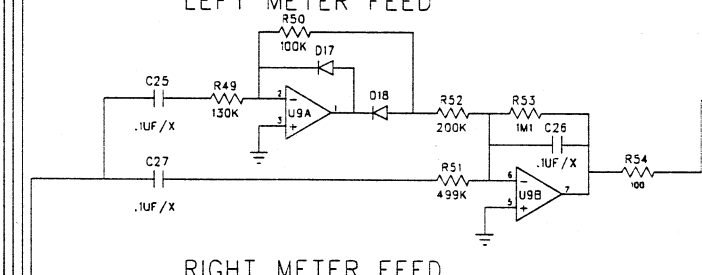 LEFT METER FEED
R50
100K
D17
C25
R49
2
-
U9A
1
D18
R52
R53
.1UF/X
130K
3
+
200K
1M1
C26
C27
.1UF/X
R54
R51
6
-
U9B
7
100
.1UF/X
499K
5
+
RIGHT METER FEED